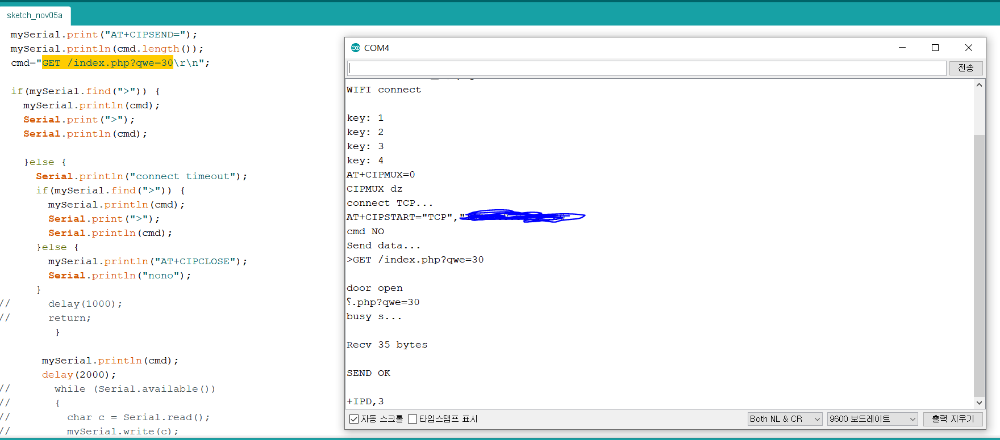 sketch_nov05a
mySerial.print("AT+CIPSEND=");
mySerial.println(cmd.length());
cmd="GET /index.php?qwe=30\r\n";
if(mySerial.find(">")) {
mySerial.println(cmd);
Serial.print(">");
Serial.println(cmd);
}else {
Serial.println("connect timeout");
if(mySerial.find(">")) {
mySerial.println(cmd);
Serial.print(">");
Serial.println(cmd);
}else {
mySerial.println("AT+CIPCLOSE");
Serial.println("nono");
}
// delay(1000);
// return;
}
mySerial.println(cmd);
delay(2000);
// while (Serial.available())
// {
// char c = Serial.read();
// mySerial.write(c);
COM4
전송
WIFI connect
key: 1
key: 2
key: 3
key: 4
AT+CIPMUX=0
CIPMUX dz
connect TCP...
AT+CIPSTART="TCP","
cmd NO
Send data...
>GET /index.php?qwe=30
door open
⸮.php?qwe=30
busy s...
Recv 35 bytes
SEND OK
+IPD,3
자동 스크롤 타임스탬프 표시 Both NL & CR 9600 보드레이트 출력 지우기